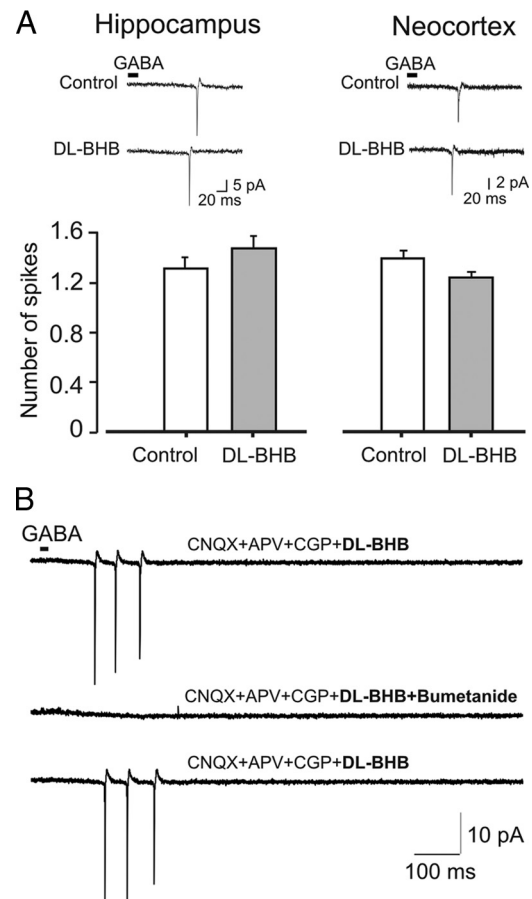 A
Hippocampus
Neocortex
GABA
Control
DL-BHB
5 pA
20 ms
GABA
Control
DL-BHB
2 pA
20 ms
Number of spikes
1.6
1.2
0.8
0.4
0
Control
DL-BHB
Control
DL-BHB
B
GABA
CNQX+APV+CGP+DL-BHB
CNQX+APV+CGP+DL-BHB+Bumetanide
CNQX+APV+CGP+DL-BHB
10 pA
100 ms